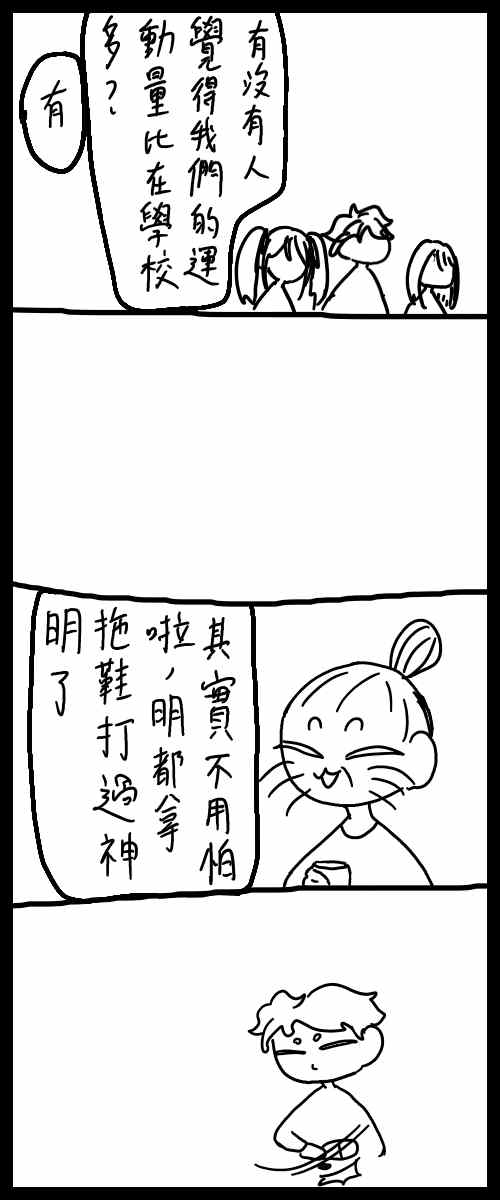 有沒有人
覺得我們的運
動量比在學校
多？
有
其實不用怕
啦，明都拿
拖鞋打過神
明了